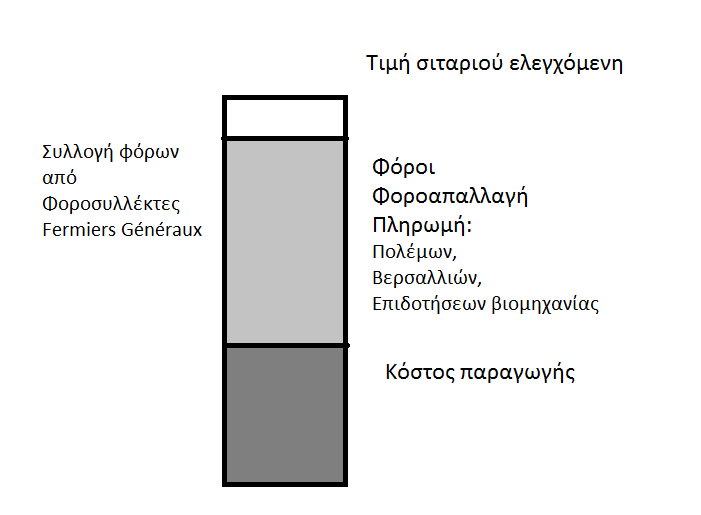 Τιμή σιταριού ελεγχόμενη
Συλλογή φόρων
από
Φοροσυλλέκτες
Fermiers Généraux
Φόροι
Φοροαπαλλαγή
Πληρωμή:
Πολέμων,
Βερσαλλιών,
Επιδοτήσεων βιομηχανίας
Κόστος παραγωγής